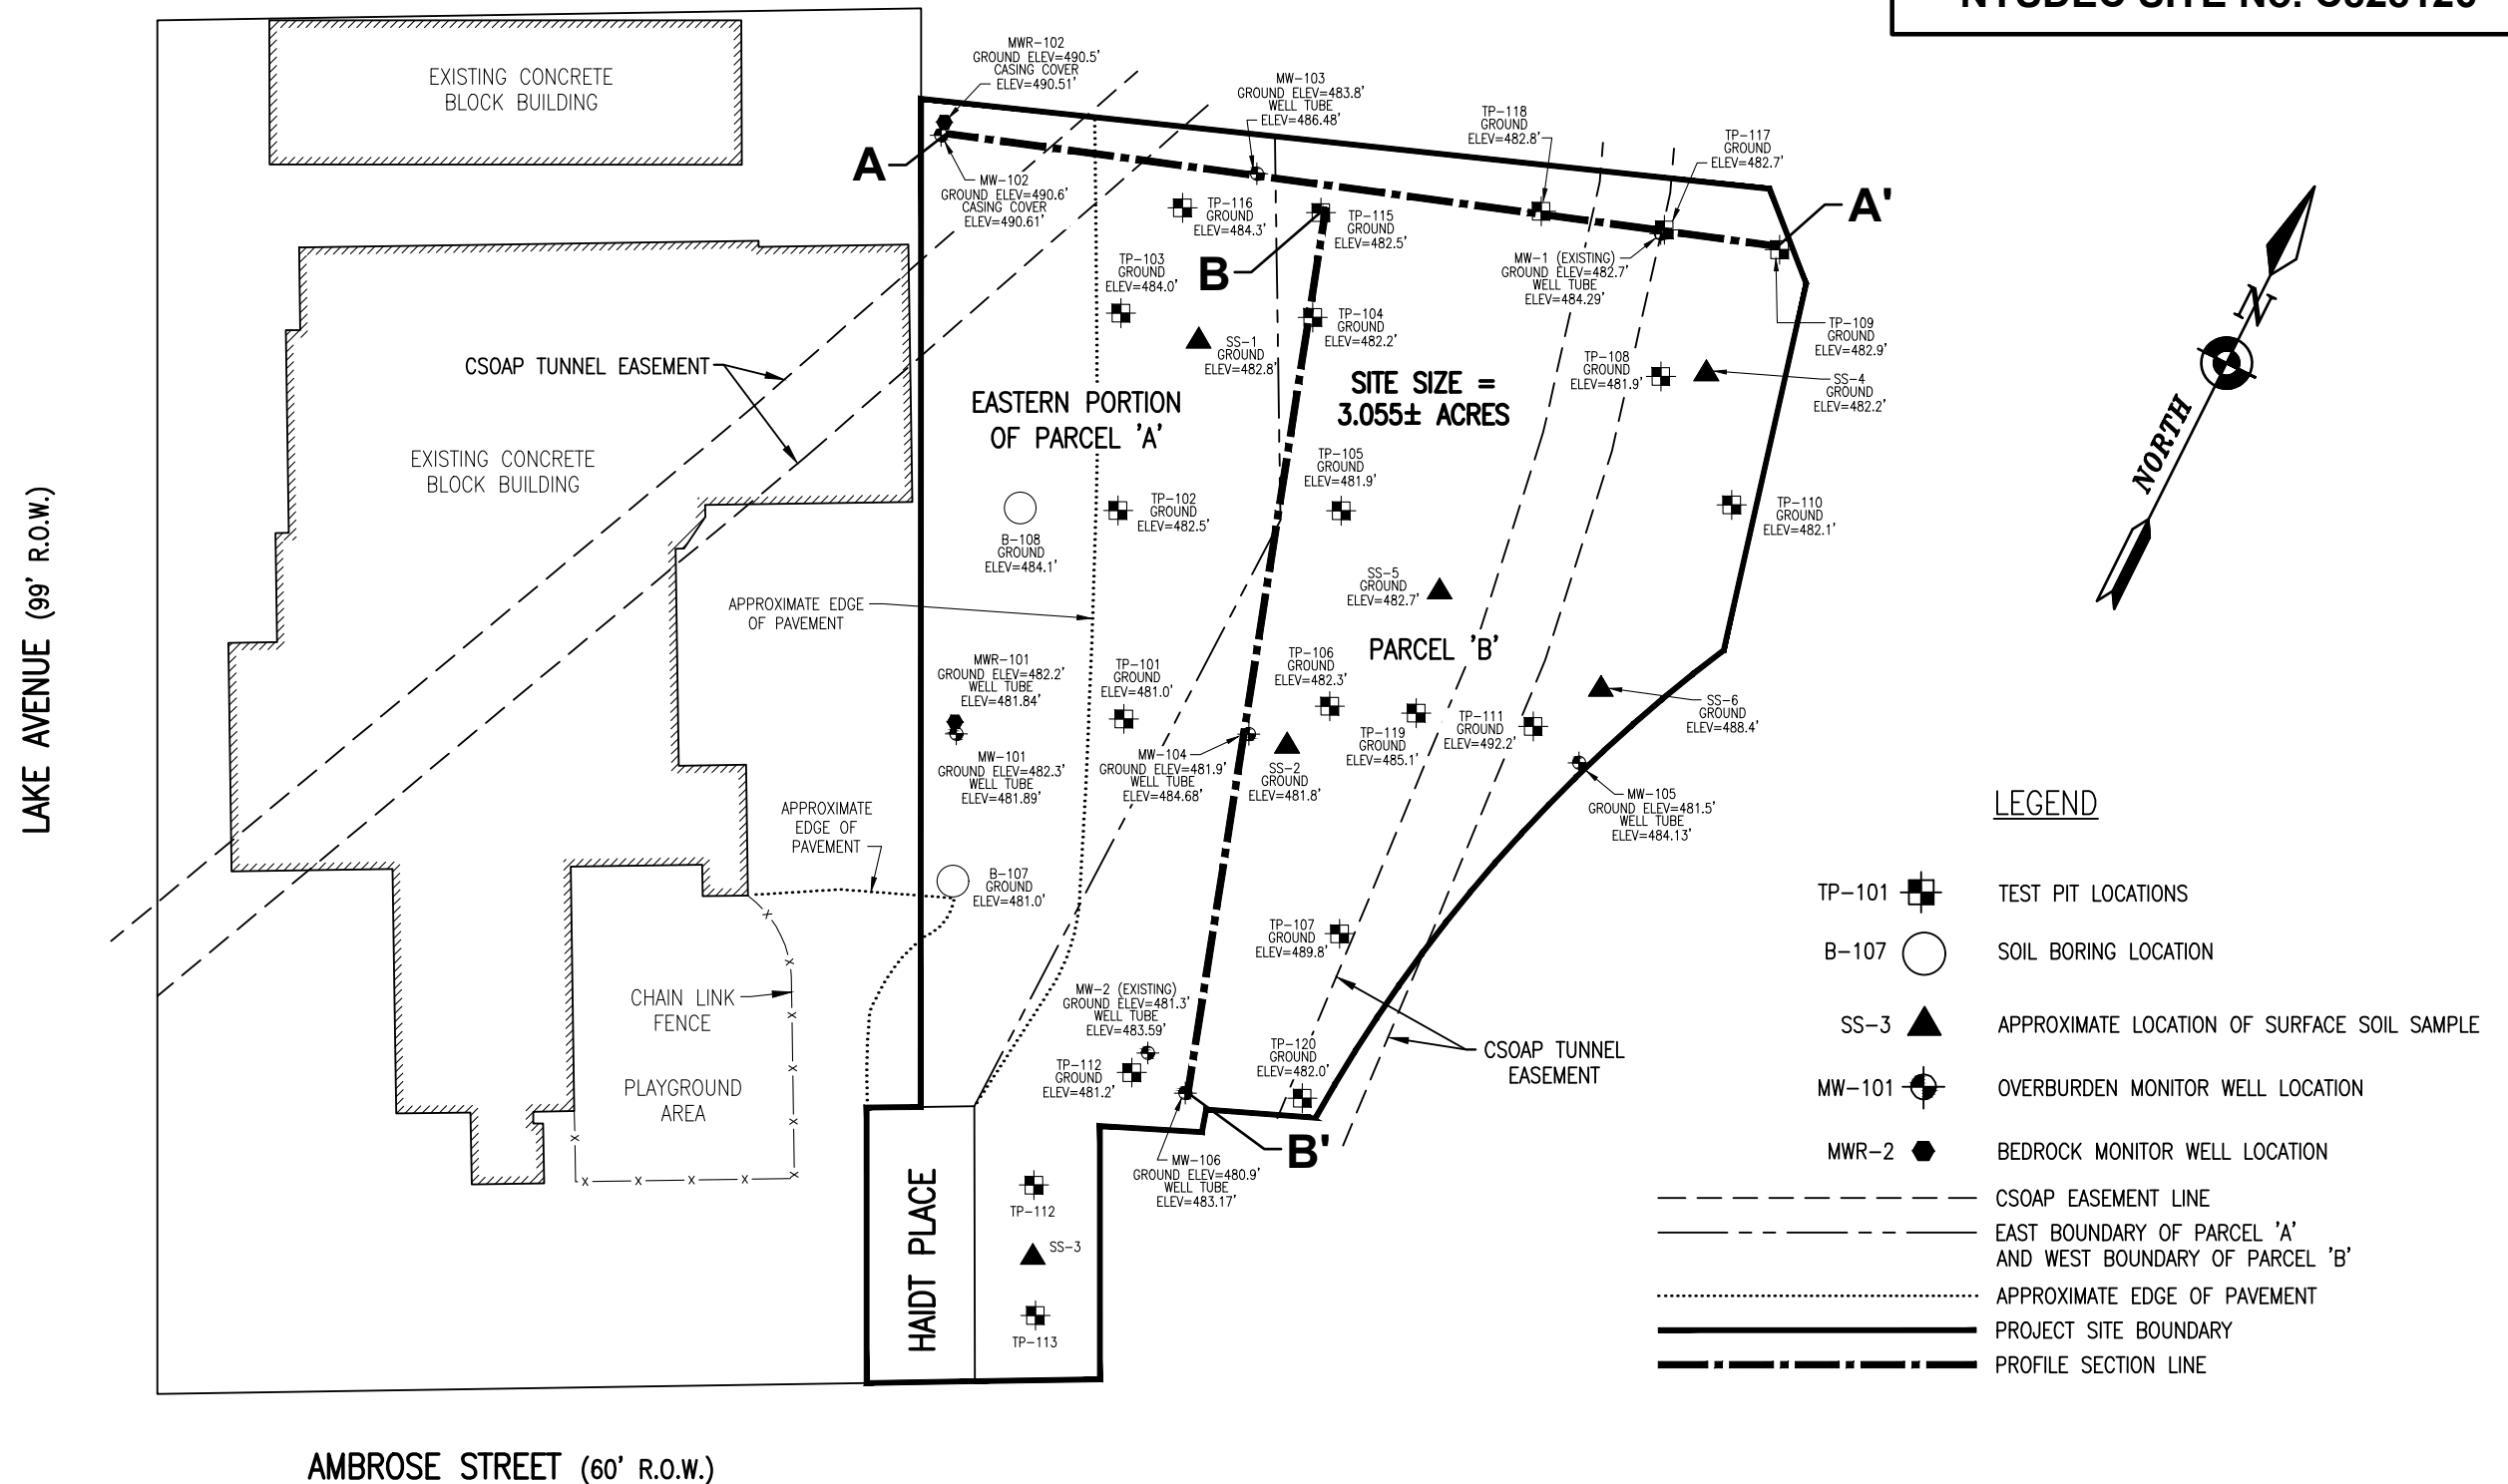 NYSDEC SITE No. C828126
EXISTING CONCRETE
BLOCK BUILDING
MWR-102
GROUND ELEV=490.5'
CASING COVER
ELEV=490.51'
MW-103
GROUND ELEV=483.8'
WELL TUBE
ELEV=486.48'
TP-118
GROUND
ELEV=482.8'
TP-117
GROUND
ELEV=482.7'
A
MW-102
GROUND ELEV=490.6'
CASING COVER
ELEV=490.61'
TP-116
GROUND
ELEV=484.3'
TP-115
GROUND
ELEV=482.5'
A'
B
TP-103
GROUND
ELEV=484.0'
MW-1 (EXISTING)
GROUND ELEV=482.7'
WELL TUBE
ELEV=484.29'
N
NORTH
TP-104
GROUND
ELEV=482.2'
TP-109
GROUND
ELEV=482.9'
SS-1
GROUND
ELEV=482.8'
TP-108
GROUND
ELEV=481.9'
SS-4
GROUND
ELEV=482.2'
CSOAP TUNNEL EASEMENT
EASTERN PORTION
OF PARCEL 'A'
SITE SIZE =
3.055± ACRES
EXISTING CONCRETE
BLOCK BUILDING
TP-105
GROUND
ELEV=481.9'
TP-102
GROUND
ELEV=482.5'
TP-110
GROUND
ELEV=482.1'
B-108
GROUND
ELEV=484.1'
LAKE AVENUE (99' R.O.W.)
SS-5
GROUND
ELEV=482.7'
APPROXIMATE EDGE
OF PAVEMENT
PARCEL 'B'
MWR-101
GROUND ELEV=482.2'
WELL TUBE
ELEV=481.84'
TP-101
GROUND
ELEV=481.0'
TP-106
GROUND
ELEV=482.3'
SS-6
GROUND
ELEV=488.4'
TP-119
GROUND
ELEV=485.1'
TP-111
GROUND
ELEV=492.2'
MW-101
GROUND ELEV=482.3'
WELL TUBE
ELEV=481.89'
MW-104
GROUND ELEV=481.9'
WELL TUBE
ELEV=484.68'
SS-2
GROUND
ELEV=481.8'
MW-105
GROUND ELEV=481.5'
WELL TUBE
ELEV=484.13'
APPROXIMATE
EDGE OF
PAVEMENT
B-107
GROUND
ELEV=481.0'
TP-107
GROUND
ELEV=489.8'
CHAIN LINK
FENCE
MW-2 (EXISTING)
GROUND ELEV=481.3'
WELL TUBE
ELEV=483.59'
TP-112
GROUND
ELEV=481.2'
TP-120
GROUND
ELEV=482.0'
CSOAP TUNNEL
EASEMENT
PLAYGROUND
AREA
B'
MW-106
GROUND ELEV=480.9'
WELL TUBE
ELEV=483.17'
HAIDT PLACE
TP-112
SS-3
TP-113
AMBROSE STREET (60' R.O.W.)
LEGEND
TP-101 TEST PIT LOCATIONS
B-107 SOIL BORING LOCATION
SS-3 APPROXIMATE LOCATION OF SURFACE SOIL SAMPLE
MW-101 OVERBURDEN MONITOR WELL LOCATION
MWR-2 BEDROCK MONITOR WELL LOCATION
CSOAP EASEMENT LINE
EAST BOUNDARY OF PARCEL 'A'
AND WEST BOUNDARY OF PARCEL 'B'
APPROXIMATE EDGE OF PAVEMENT
PROJECT SITE BOUNDARY
PROFILE SECTION LINE